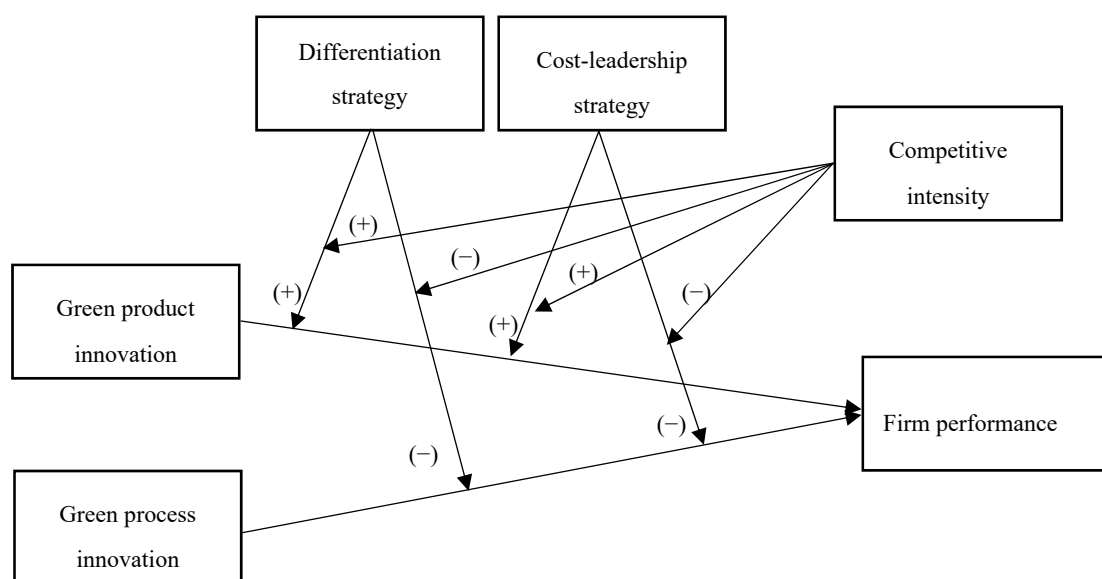 Differentiation
strategy
Cost-leadership
strategy
Competitive
intensity
(+)
(−)
(+)
(−)
(+)
(+)
(−)
(−)
Green product
innovation
Firm performance
Green process
innovation